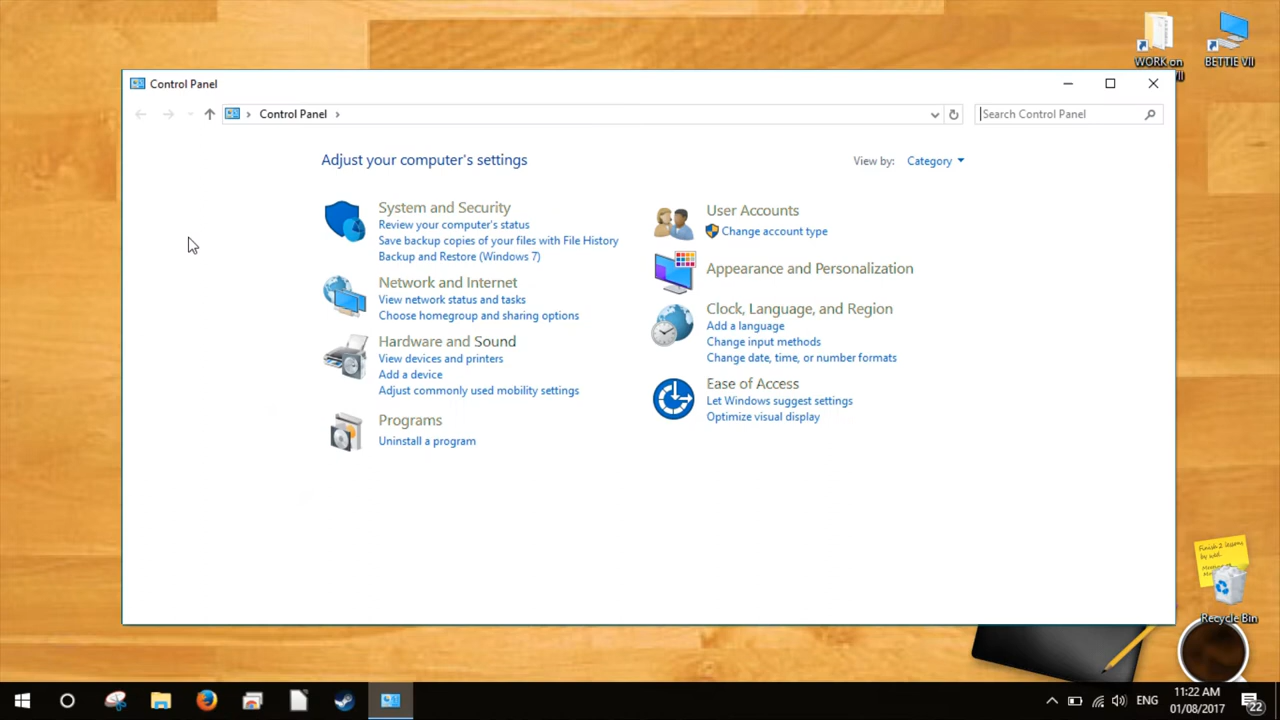 WORK on
BETTIE VII
Control Panel
Control Panel
Search Control Panel
Adjust your computer's settings
View by: Category
System and Security
Review your computer's status
Save backup copies of your files with File History
Backup and Restore (Windows 7)
Network and Internet
View network status and tasks
Choose homegroup and sharing options
Hardware and Sound
View devices and printers
Add a device
Adjust commonly used mobility settings
Programs
Uninstall a program
User Accounts
Change account type
Appearance and Personalization
Clock, Language, and Region
Add a language
Change input methods
Change date, time, or number formats
Ease of Access
Let Windows suggest settings
Optimize visual display
Finish 2 lessons
by wed.
Recycle Bin
ENG
11:22 AM
01/08/2017
22